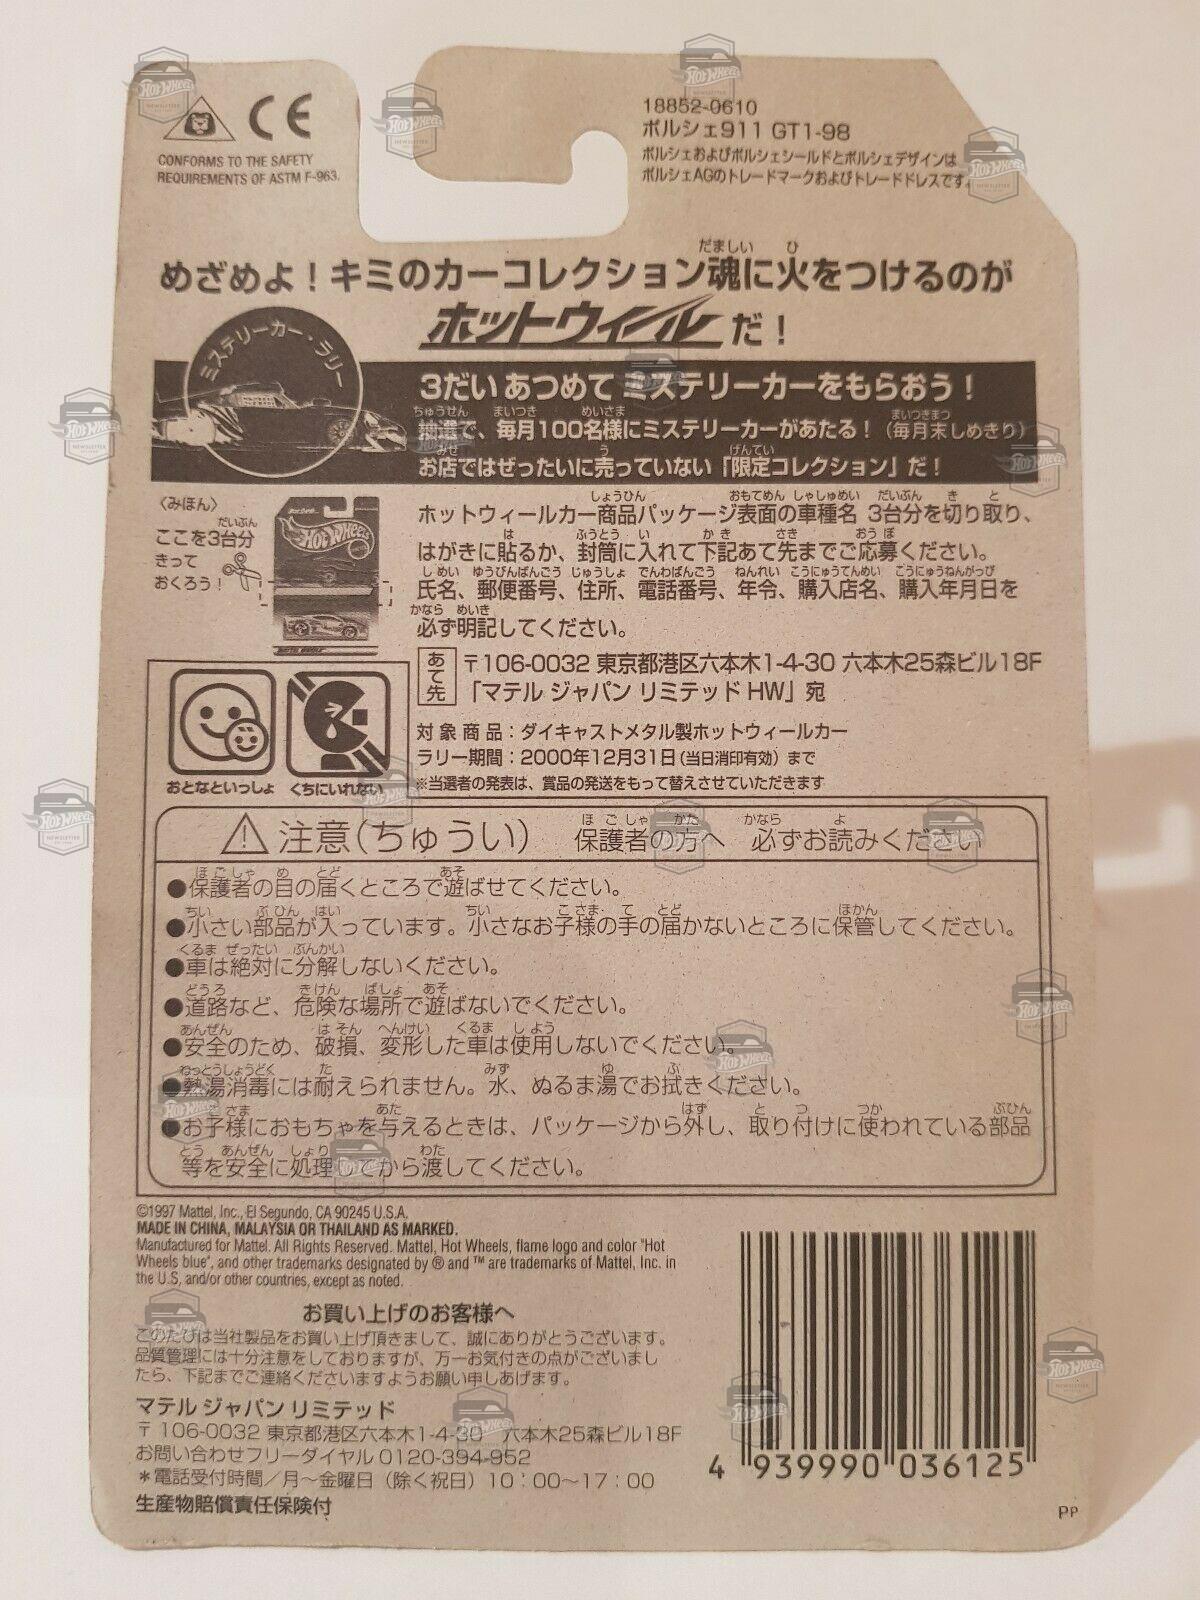 CONFORMS TO THE SAFETY
REQUIREMENTS OF ASTM F-963.
18852-0610
ポルシェ911 GT1-98
ポルシェおよびポルシェシールドとポルシェデザインは
ポルシェAGのトレードマークおよびトレードドレスです。
めざめよ！キミのカーコレクション魂に火をつけるのが
ホットウィールだ！
ミステリーカー・ラリー
3だい あつめて ミステリーカーをもらおう！
抽選で、毎月100名様にミステリーカーがあたる！（毎月末しめきり）
お店ではぜったいに売っていない「限定コレクション」だ！
〈みほん〉
ここを3台分
きって
おくろう！
Hot Wheels
ホットウィールカー商品パッケージ表面の車種名 3台分を切り取り、
はがきに貼るか、封筒に入れて下記あて先までご応募ください。
氏名、郵便番号、住所、電話番号、年令、購入店名、購入年月日を
必ず明記してください。
あて先
〒106-0032 東京都港区六本木1-4-30 六本木25森ビル18F
「マテル ジャパン リミテッド HW」宛
対象商品：ダイキャストメタル製ホットウィールカー
ラリー期間：2000年12月31日（当日消印有効）まで
※当選者の発表は、賞品の発送をもって替えさせていただきます
おとなといっしょ くちにいれない
注意（ちゅうい） 保護者の方へ 必ずお読みください
●保護者の目の届くところで遊ばせてください。
●小さい部品が入っています。小さなお子様の手の届かないところに保管してください。
●車は絶対に分解しないください。
●道路など、危険な場所で遊ばないでください。
●安全のため、破損、変形した車は使用しないでください。
●熱湯消毒には耐えられません。水、ぬるま湯でお拭きください。
●お子様におもちゃを与えるときは、パッケージから外し、取り付けに使われている部品
等を安全に処理してから渡してください。
©1997 Mattel, Inc., El Segundo, CA 90245 U.S.A.
MADE IN CHINA, MALAYSIA OR THAILAND AS MARKED.
Manufactured for Mattel. All Rights Reserved. Mattel, Hot Wheels, flame logo and color "Hot
Wheels blue", and other trademarks designated by ® and ™ are trademarks of Mattel, Inc. in
the U.S, and/or other countries, except as noted.
お買い上げのお客様へ
このたびは当社製品をお買い上げ頂きまして、誠にありがとうございます。
品質管理には十分注意をしておりますが、万一お気付きの点がございまし
たら、下記までご連絡くださいますようお願い申しあげます。
マテル ジャパン リミテッド
〒106-0032 東京都港区六本木1-4-30 六本木25森ビル18F
お問い合わせフリーダイヤル 0120-394-952
＊電話受付時間／月～金曜日（除く祝日）10：00～17：00
生産物賠償責任保険付
4 939990 036125
PP